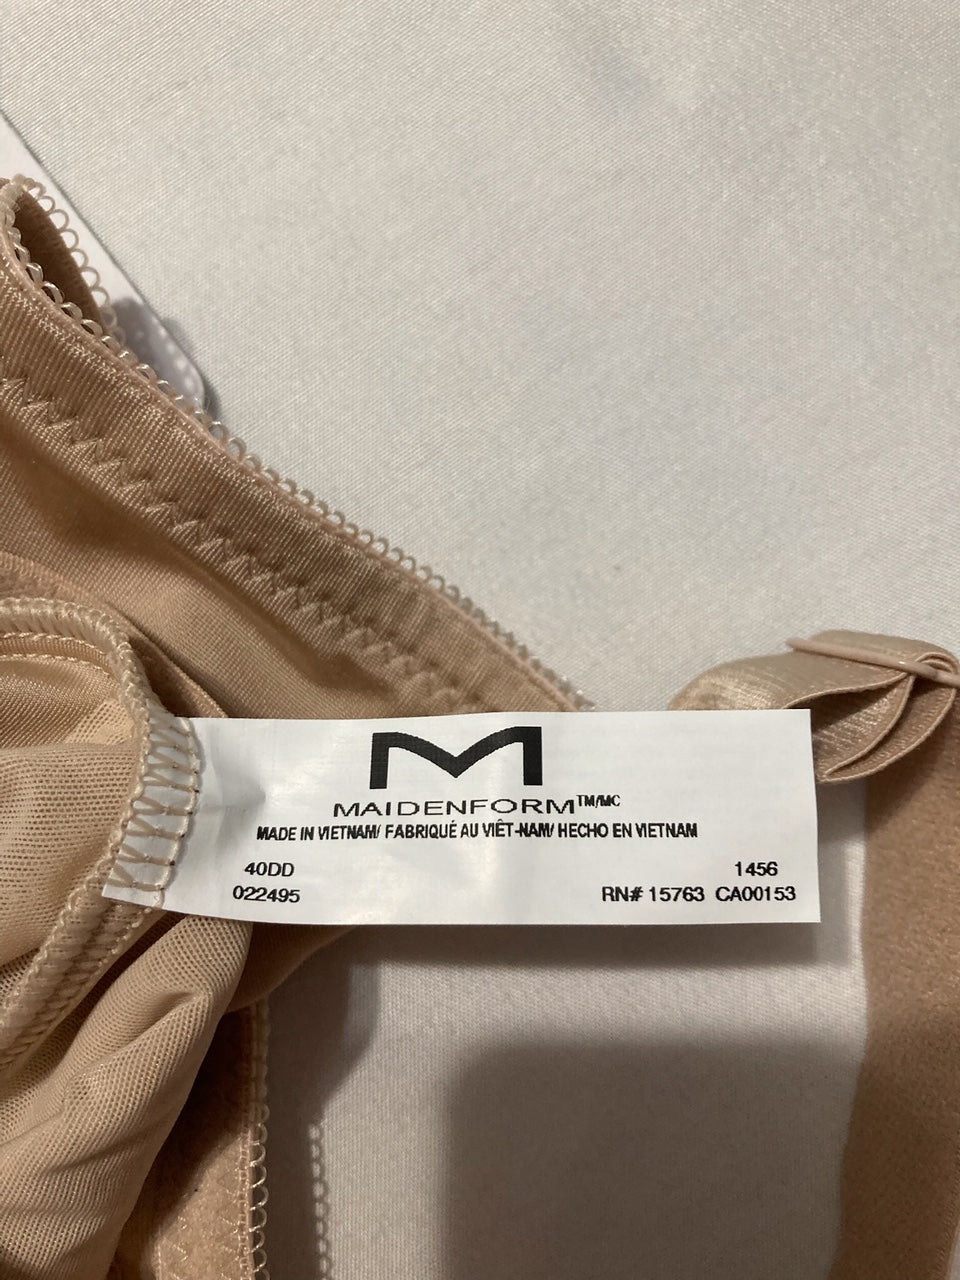 M
MAIDENFORM™/MC
MADE IN VIETNAM/ FABRIQUÉ AU VIÊT-NAM/ HECHO EN VIETNAM
40DD 1456
022495 RN# 15763 CA00153